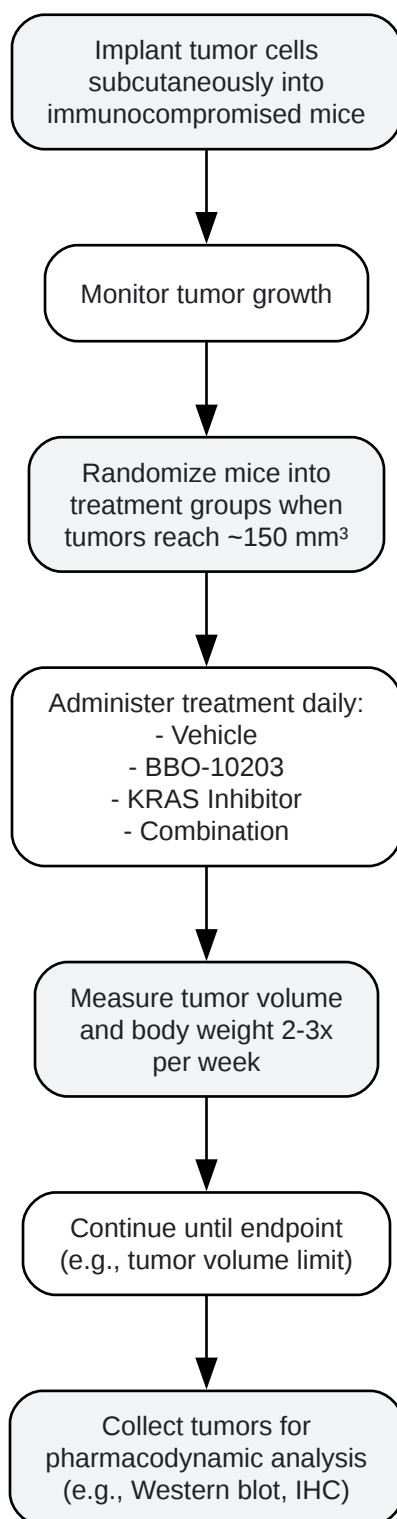 Implant tumor cells
subcutaneously into
immunocompromised mice
Monitor tumor growth
Randomize mice into
treatment groups when
tumors reach ~150 mm³
Administer treatment daily:
- Vehicle
- BBO-10203
- KRAS Inhibitor
- Combination
Measure tumor volume
and body weight 2-3x
per week
Continue until endpoint
(e.g., tumor volume limit)
Collect tumors for
pharmacodynamic analysis
(e.g., Western blot, IHC)